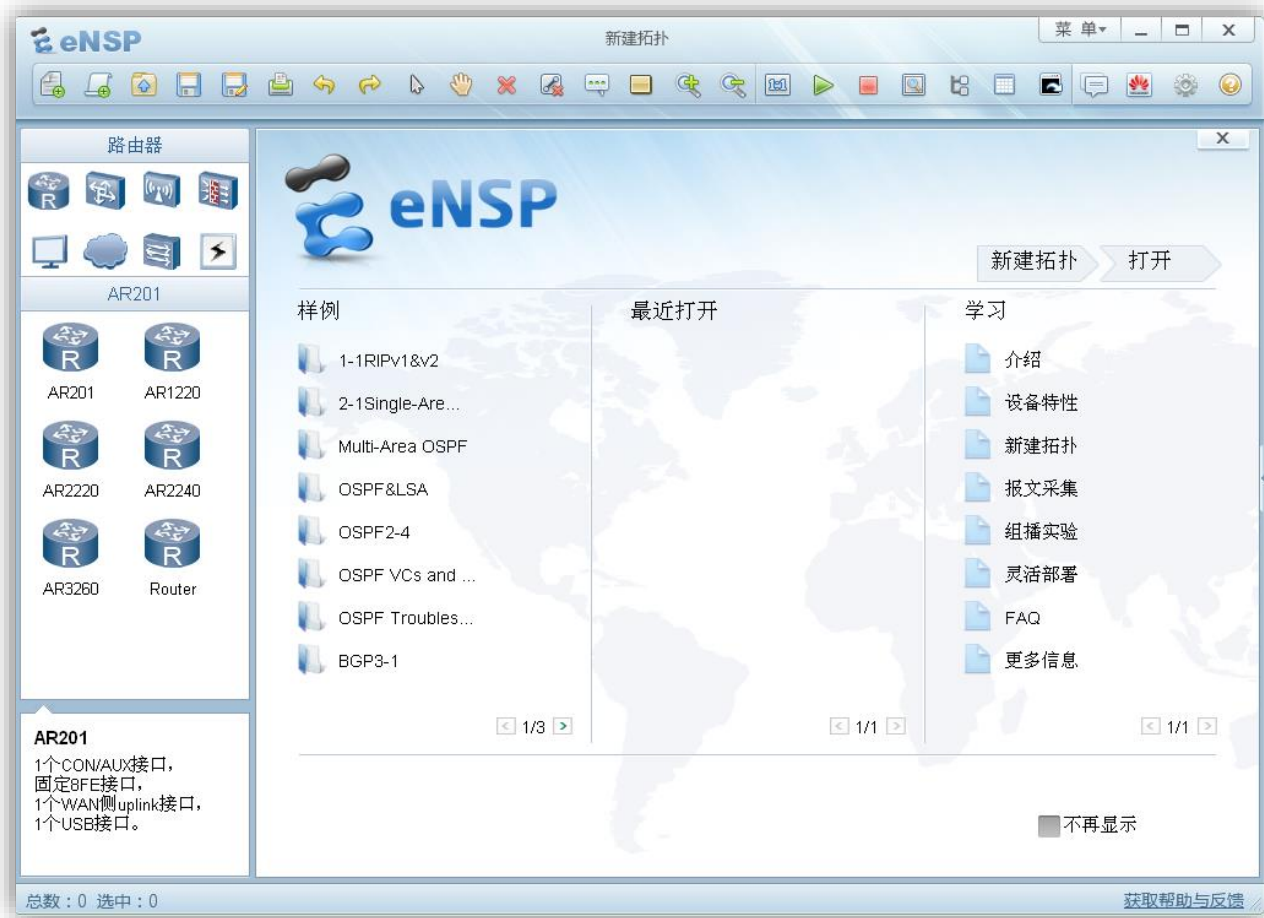 eNSP
新建拓扑
菜 单
1:1
路由器
R
AR201
R
R
AR201
AR1220
R
R
AR2220
AR2240
R
R
AR3260
Router
AR201
1个CON/AUX接口，
固定8FE接口，
1个WAN侧uplink接口，
1个USB接口。
eNSP
新建拓扑
打开
样例
1-1RIPv1&v2
2-1Single-Are...
Multi-Area OSPF
OSPF&LSA
OSPF2-4
OSPF VCs and ...
OSPF Troubles...
BGP3-1
1/3
最近打开
1/1
学习
介绍
设备特性
新建拓扑
报文采集
组播实验
灵活部署
FAQ
更多信息
1/1
不再显示
总数：0 选中：0
获取帮助与反馈